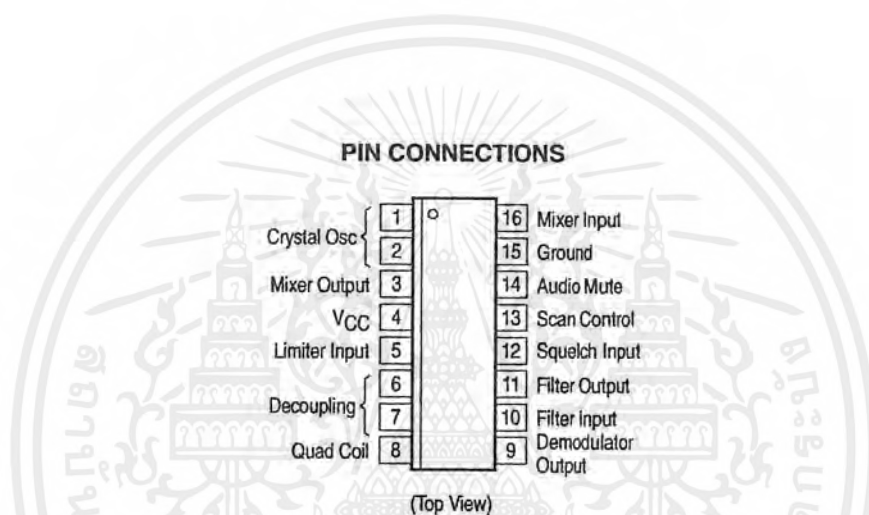 PIN CONNECTIONS
Crystal Osc
1
2
Mixer Output 3
VCC 4
Limiter Input 5
Decoupling
6
7
Quad Coil 8
16 Mixer Input
15 Ground
14 Audio Mute
13 Scan Control
12 Squelch Input
11 Filter Output
10 Filter Input
9 Demodulator
Output
(Top View)